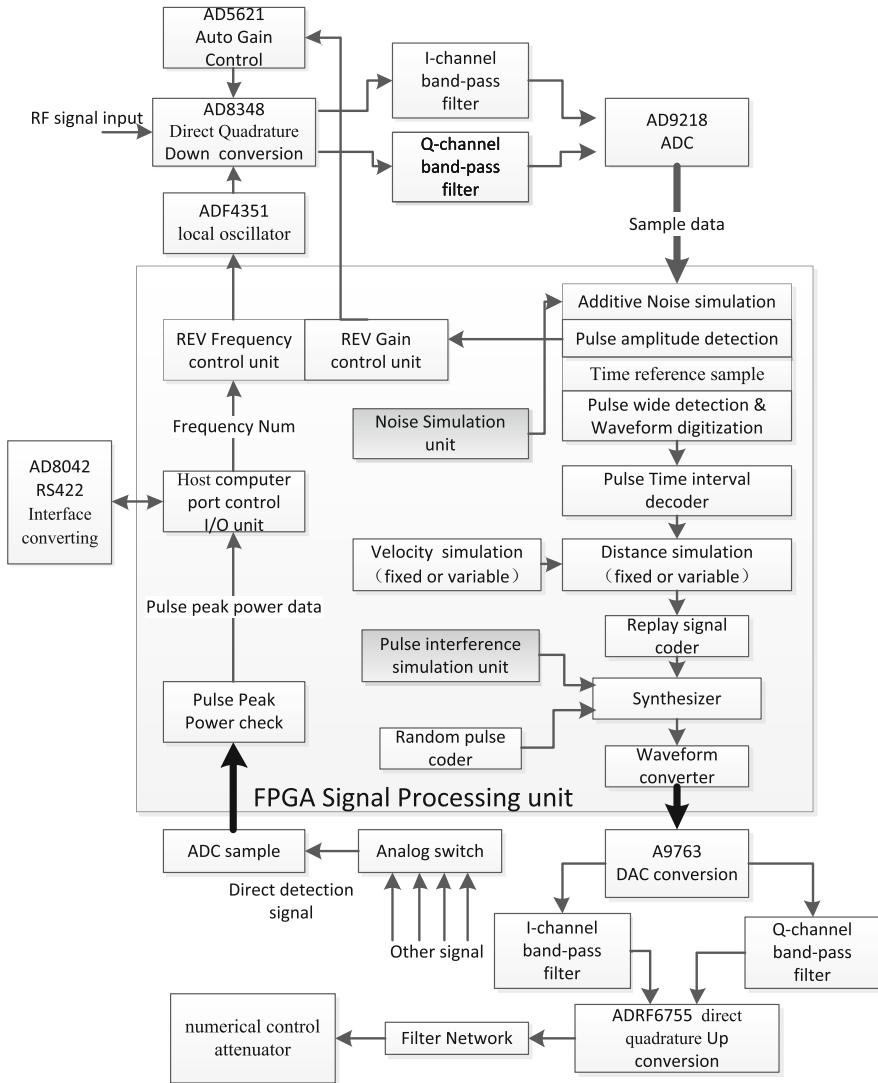 AD5621
Auto Gain
Control
I-channel
band-pass
filter
RF signal input
AD8348
Direct Quadrature
Down conversion
AD9218
ADC
Q-channel
band-pass
filter
ADF4351
local oscillator
Sample data
Additive Noise simulation
REV Frequency
control unit
REV Gain
control unit
Pulse amplitude detection
Time reference sample
Pulse wide detection &
Waveform digitization
Noise Simulation
unit
Frequency Num
AD8042
RS422
Interface
converting
Host computer
port control
I/O unit
Pulse Time interval
decoder
Velocity simulation
(fixed or variable)
Distance simulation
(fixed or variable)
Pulse peak power data
Replay signal
coder
Pulse interference
simulation unit
Pulse Peak
Power check
Synthesizer
Random pulse
coder
Waveform
converter
FPGA Signal Processing unit
ADC sample
Analog switch
A9763
DAC conversion
Direct detection
signal
Other signal
I-channel
band-pass
filter
Q-channel
band-pass
filter
numerical control
attenuator
Filter Network
ADRF6755 direct
quadrature Up
conversion